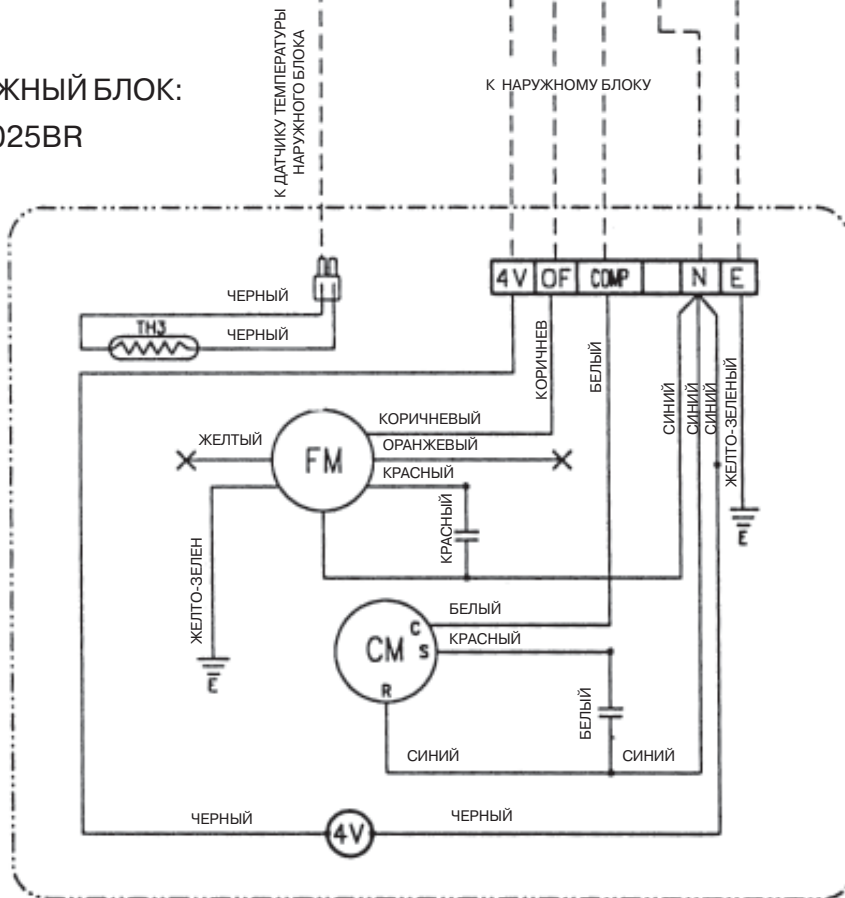 К ДАТЧИКУ ТЕМПЕРАТУРЫ
НАРУЖНОГО БЛОКА
К НАРУЖНОМУ БЛОКУ
ЖНЫЙ БЛОК:
025BR
4V OF COMP N E
ЧЕРНЫЙ
TH3
ЧЕРНЫЙ
КОРИЧНЕВ
БЕЛЫЙ
СИНИЙ
СИНИЙ
СИНИЙ
ЖЕЛТО-ЗЕЛЕНЫЙ
E
ЖЕЛТЫЙ
FM
КОРИЧНЕВЫЙ
ОРАНЖЕВЫЙ
КРАСНЫЙ
КРАСНЫЙ
ЖЕЛТО-ЗЕЛЕН
E
CM
C
S
R
БЕЛЫЙ
КРАСНЫЙ
БЕЛЫЙ
СИНИЙ
СИНИЙ
ЧЕРНЫЙ
4V
ЧЕРНЫЙ